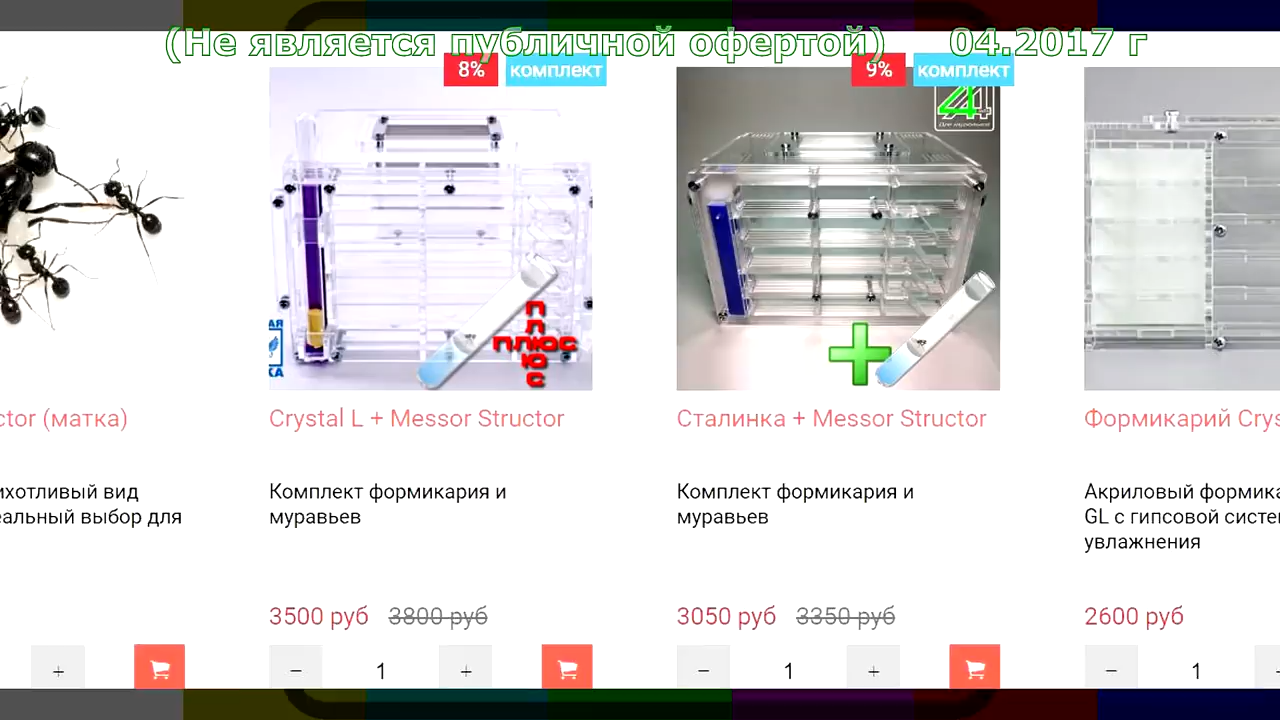 (Не является публичной офертой) 04.2017 г
8% комплект
9% комплект
ПЛЮС
плюс
ctor (матка)
Crystal L + Messor Structor
Сталинка + Messor Structor
Формикарий Crys
ихотливый вид
еальный выбор для
Комплект формикария и
муравьев
Комплект формикария и
муравьев
Акриловый формика
GL с гипсовой систе
увлажнения
3500 руб 3800 руб
3050 руб 3350 руб
2600 руб
+
− 1 +
− 1 +
− 1